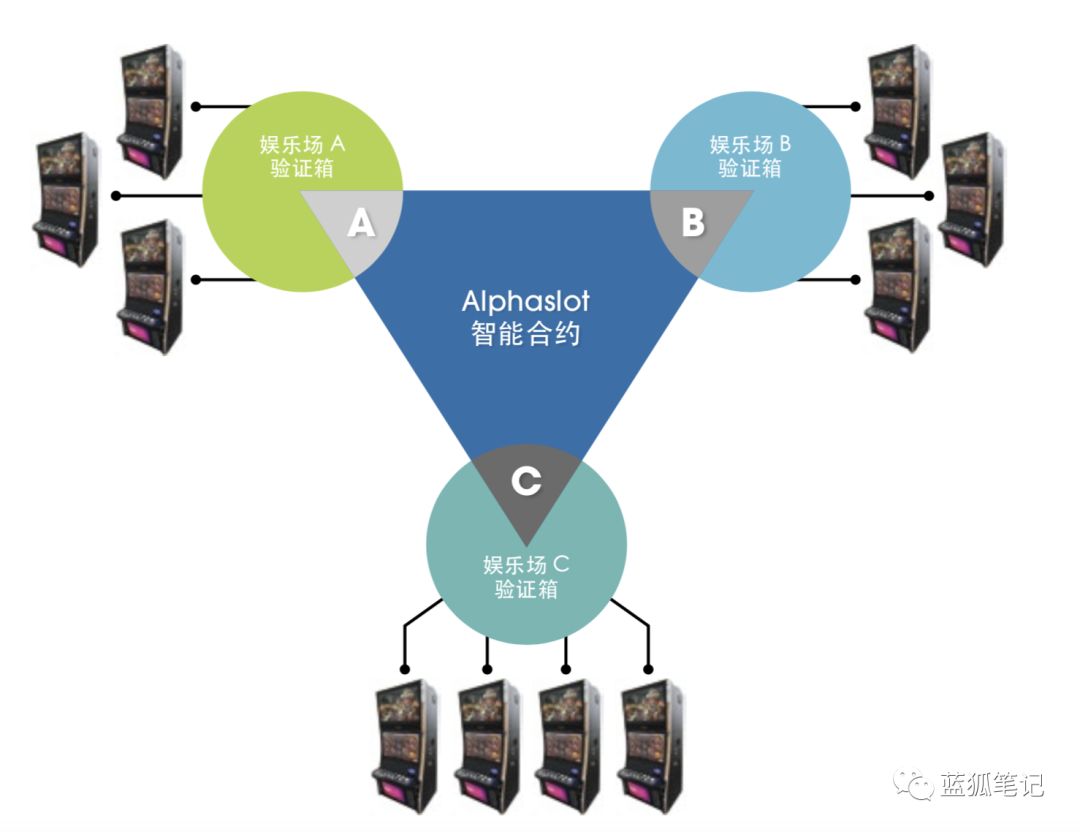 娱乐场 A
验证箱
娱乐场 B
验证箱
A
B
Alphaslot
智能合约
C
娱乐场 C
验证箱
蓝狐笔记